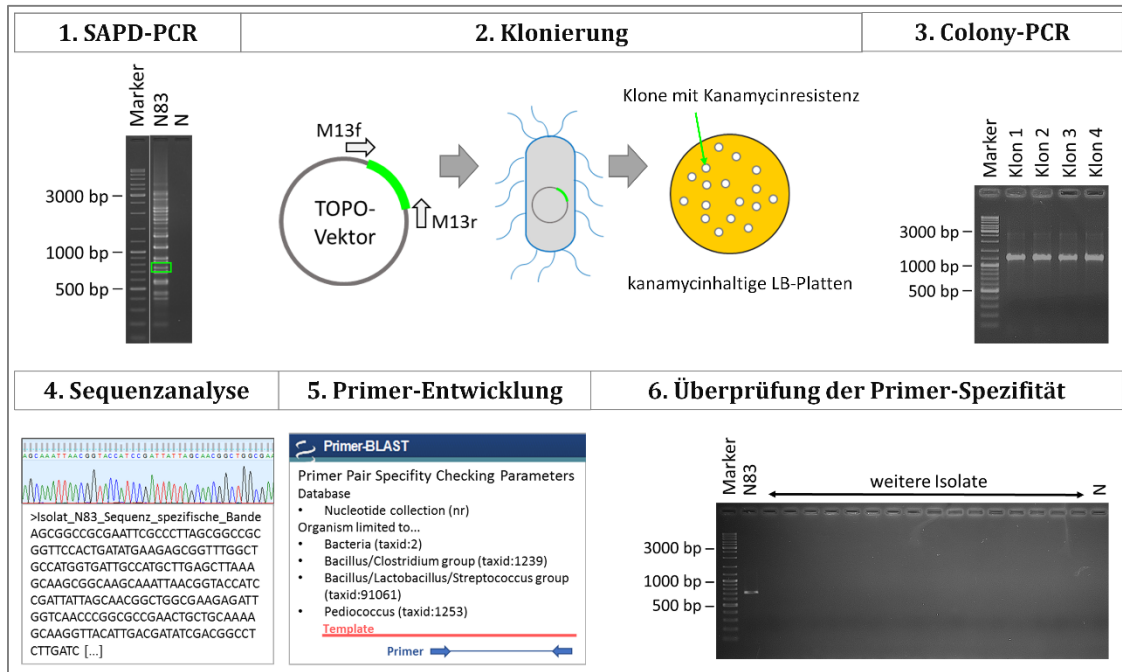 1. SAPD-PCR
2. Klonierung
3. Colony-PCR
Marker
N83
N
3000 bp
1000 bp
500 bp
M13f
TOPO-
Vektor
M13r
Klone mit Kanamycinresistenz
kanamycinhaltige LB-Platten
Marker
Klon 1
Klon 2
Klon 3
Klon 4
3000 bp
1000 bp
500 bp
4. Sequenzanalyse
5. Primer-Entwicklung
6. Überprüfung der Primer-Spezifität
AGCAAATTAACGGTACCATCCGATTATTAGCAACGGCTGGCGAA
>Isolat_N83_Sequenz_spezifische_Bande
AGCGGCCGCGAATTCGCCCTTAGCGGCCGC
GGTTCCACTGATATGAAGAGCGGTTTGGCT
GCCATGGTGATTGCCATGCTTGAGCTTAAA
GCAAGCGGCAAGCAAATTAACGGTACCATC
CGATTATTAGCAACGGCTGGCGAAGAGATT
GGTCAACCCGGCGCCGAACTGCTGCAAAA
GCAAGGTTACATTGACGATATCGACGGCCT
CTTGATC [...]
Primer-BLAST
Primer Pair Specifity Checking Parameters
Database
• Nucleotide collection (nr)
Organism limited to...
• Bacteria (taxid:2)
• Bacillus/Clostridium group (taxid:1239)
• Bacillus/Lactobacillus/Streptococcus group
(taxid:91061)
• Pediococcus (taxid:1253)
Template
Primer
Marker
N83
weitere Isolate
N
3000 bp
1000 bp
500 bp